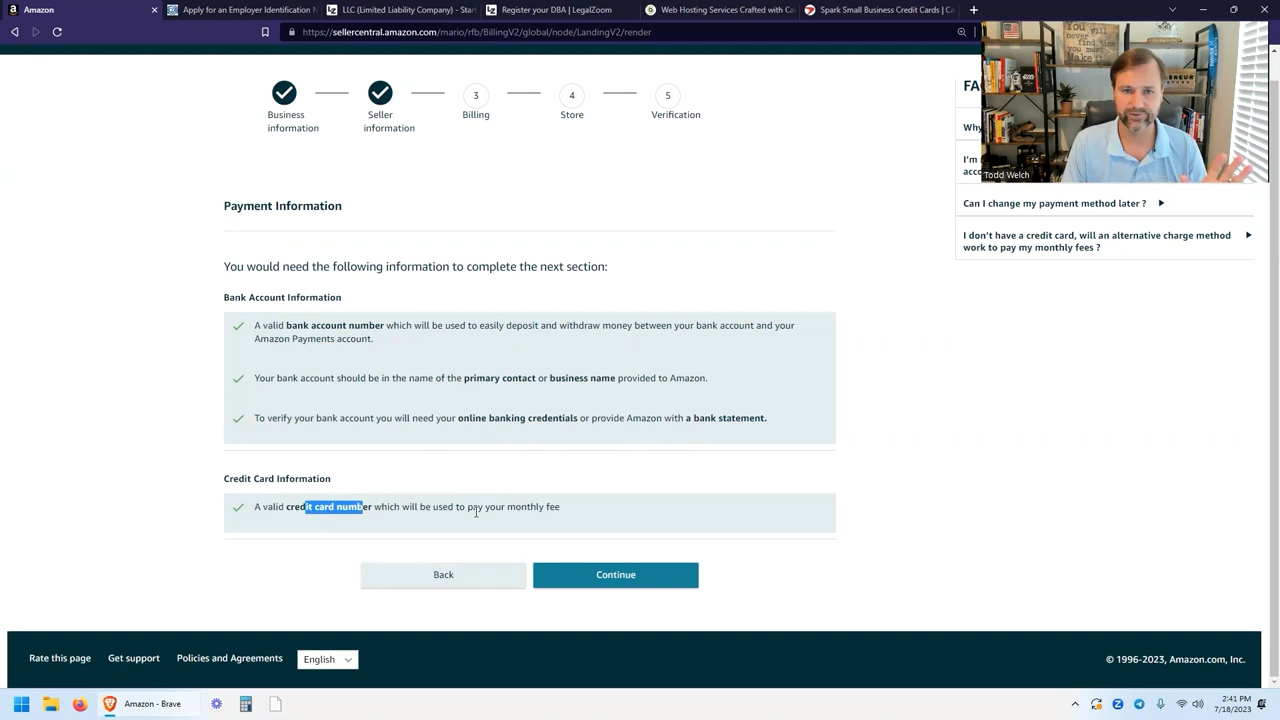 Amazon
Apply for an Employer Identification N
LLC (Limited Liability Company) - Star
Register your DBA | LegalZoom
Web Hosting Services Crafted with Ca
Spark Small Business Credit Cards | Ca
https://sellercentral.amazon.com/mario/rfb/BillingV2/global/node/LandingV2/render
3
4
5
Business
information
Seller
information
Billing
Store
Verification
FA
Why
I'm
acco
Can I change my payment method later ?
I don't have a credit card, will an alternative charge method
work to pay my monthly fees ?
Todd Welch
Payment Information
You would need the following information to complete the next section:
Bank Account Information
A valid bank account number which will be used to easily deposit and withdraw money between your bank account and your
Amazon Payments account.
Your bank account should be in the name of the primary contact or business name provided to Amazon.
To verify your bank account you will need your online banking credentials or provide Amazon with a bank statement.
Credit Card Information
A valid credit card number which will be used to pay your monthly fee
Back
Continue
Rate this page
Get support
Policies and Agreements
English
© 1996-2023, Amazon.com, Inc.
Amazon - Brave
2:41 PM
7/18/2023